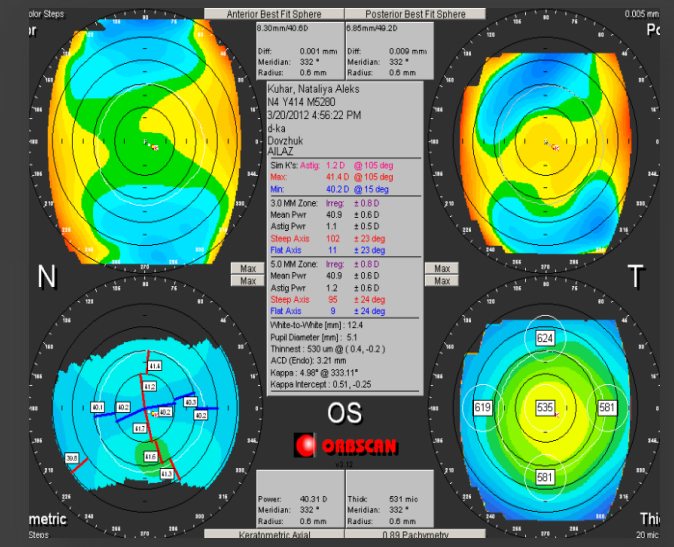 olor Steps
Anterior Best Fit Sphere
Posterior Best Fit Sphere
0.005 mm
8.30mm/40.6D
6.85mm/49.2D
Diff: 0.001 mm
Meridian: 332 °
Radius: 0.6 mm
Diff: 0.009 mm
Meridian: 332 °
Radius: 0.6 mm
Kuhar, Nataliya Aleks
N4 Y414 M5280
3/20/2012 4:56:22 PM
d-ka
Dovzhuk
AILAZ
Sim K's: Astig: 1.2 D @ 105 deg
Max: 41.4 D @ 105 deg
Min: 40.2 D @ 15 deg
3.0 MM Zone: Irreg: ± 0.8 D
Mean Pwr 40.9 ± 0.6 D
Astig Pwr 1.1 ± 0.5 D
Steep Axis 102 ± 23 deg
Flat Axis 11 ± 23 deg
5.0 MM Zone: Irreg: ± 0.8 D
Mean Pwr 40.9 ± 0.6 D
Astig Pwr 1.2 ± 0.6 D
Steep Axis 95 ± 24 deg
Flat Axis 9 ± 24 deg
White-to-White [mm] : 12.4
Pupil Diameter [mm] : 5.1
Thinnest : 530 um @ ( 0.4, -0.2 )
ACD (Endo): 3.21 mm
Kappa : 4.98° @ 333.11°
Kappa Intercept : 0.51, -0.25
N
T
Max
Max
Max
Max
41.4
41.2
40.1
40.2
40.2
40.3
40.2
41.7
41.6
41.3
39.8
624
619
535
581
581
OS
ORBSCAN
Power: 40.31 D
Meridian: 332 °
Radius: 0.6 mm
Thick: 531 mic
Meridian: 332 °
Radius: 0.6 mm
metric
Steps
Keratometric Axial
0.89 Pachymetry
Thi
20 mic